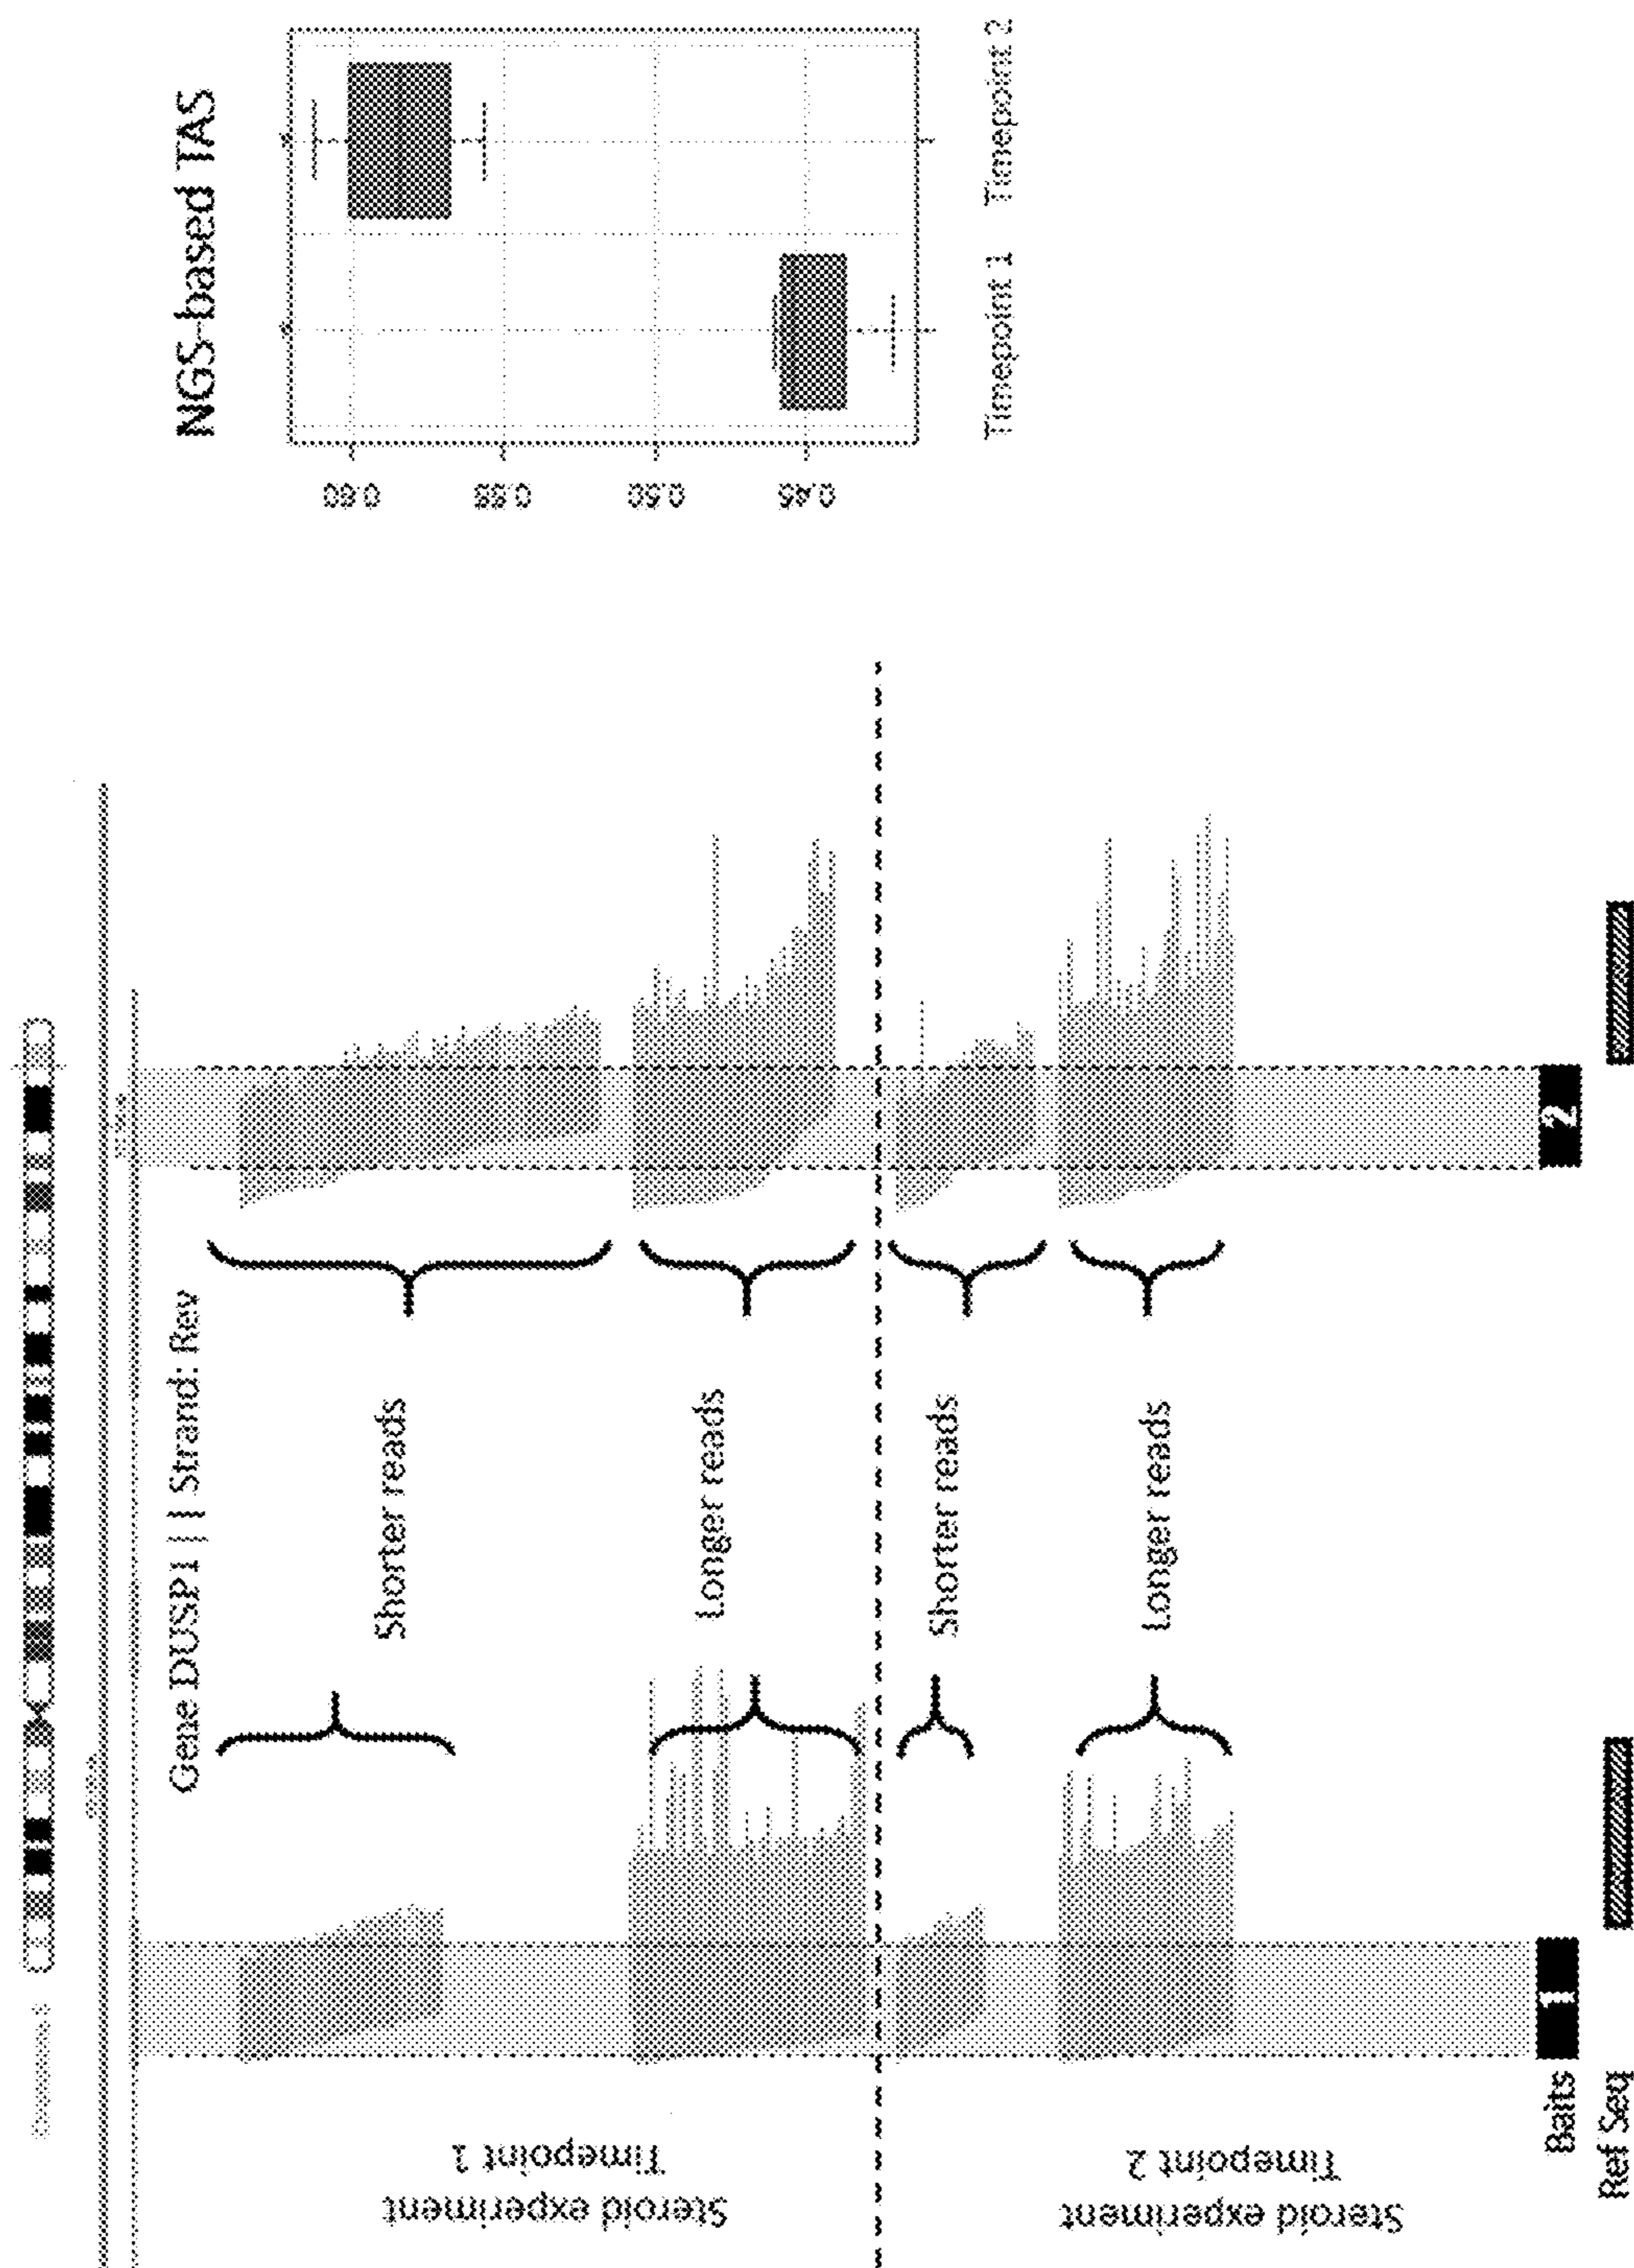 Gene DUSP1 | | Strand: Rev
Steroid experiment
Timepoint 1
Shorter reads
Longer reads
Steroid experiment
Timepoint 2
Shorter reads
Longer reads
Baits
1
2
Ref Seq
NGS-based TAS
0.60
0.55
0.50
0.45
Timepoint 1
Timepoint 2